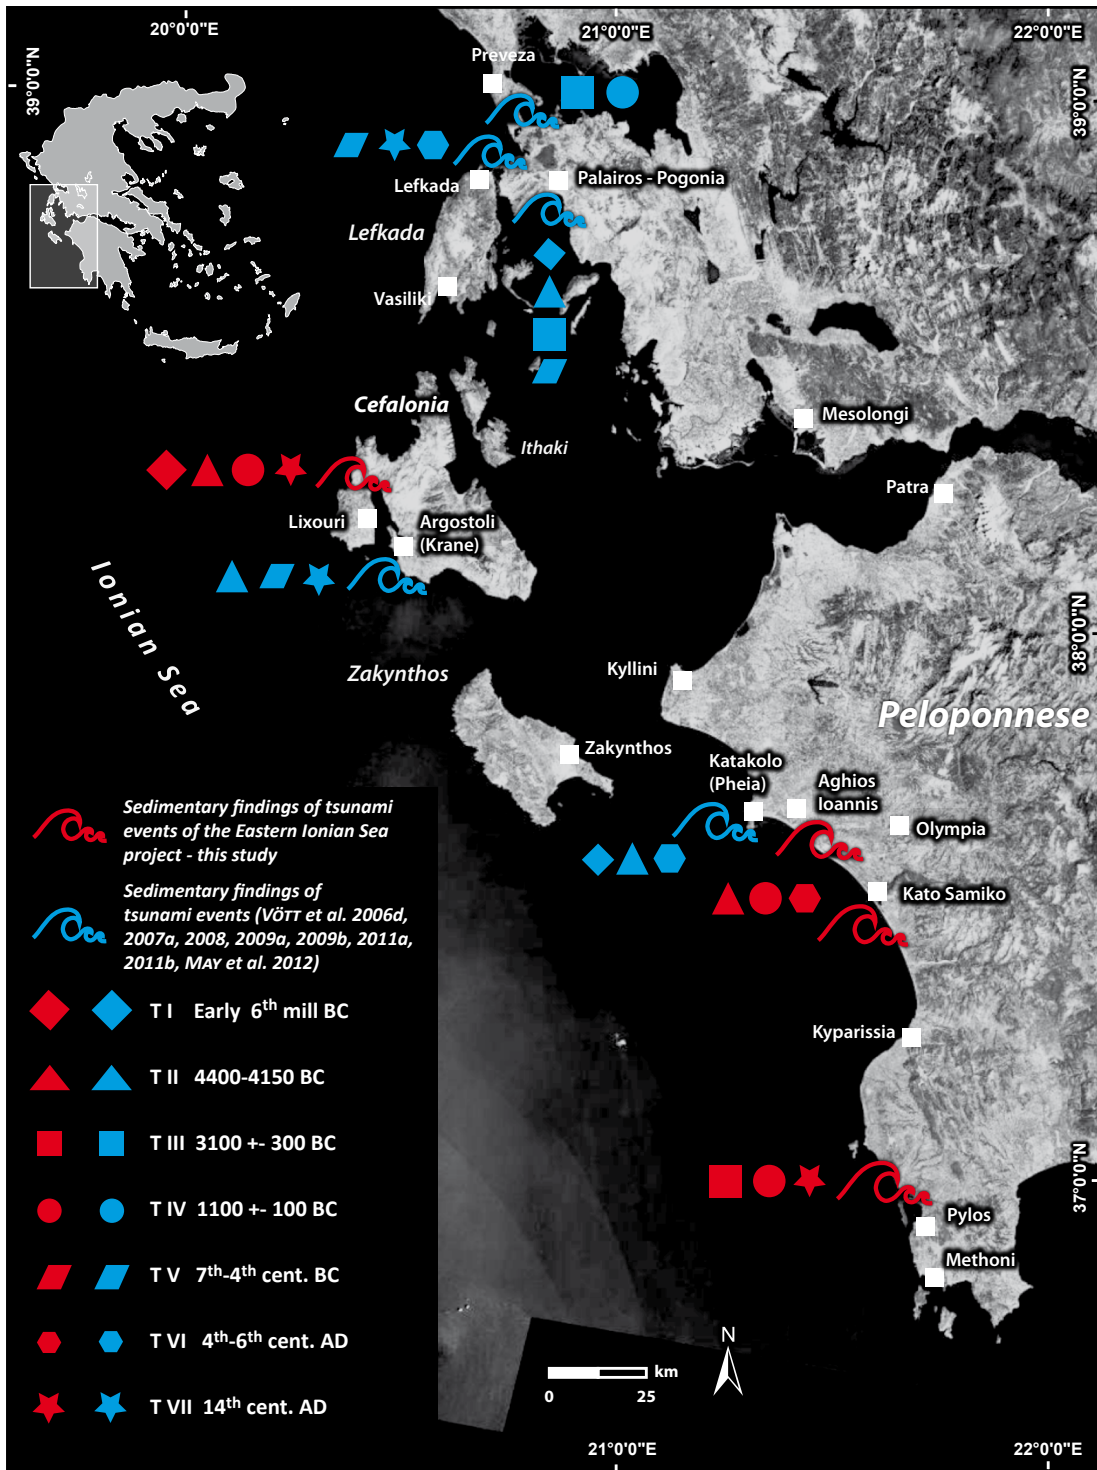 20°0'0"E
21°0'0"E
22°0'0"E
39°0'0"N
39°0'0"N
Preveza
Lefkada
Palairos - Pogonia
Lefkada
Vasiliki
Cefalonia
Ithaki
Mesolongi
Patra
Lixouri
Argostoli
(Krane)
Ionian Sea
38°0'0"N
Zakynthos
Kyllini
Peloponnese
Zakynthos
Katakolo
(Pheia)
Aghios
Ioannis
Olympia
Kato Samiko
Kyparissia
37°0'0"N
Pylos
Methoni
Sedimentary findings of tsunami
events of the Eastern Ionian Sea
project - this study
Sedimentary findings of
tsunami events (VÖTT et al. 2006d,
2007a, 2008, 2009a, 2009b, 2011a,
2011b, MAY et al. 2012)
T I Early 6th mill BC
T II 4400-4150 BC
T III 3100 +- 300 BC
T IV 1100 +- 100 BC
T V 7th-4th cent. BC
T VI 4th-6th cent. AD
T VII 14th cent. AD
N
km
0 25
21°0'0"E
22°0'0"E